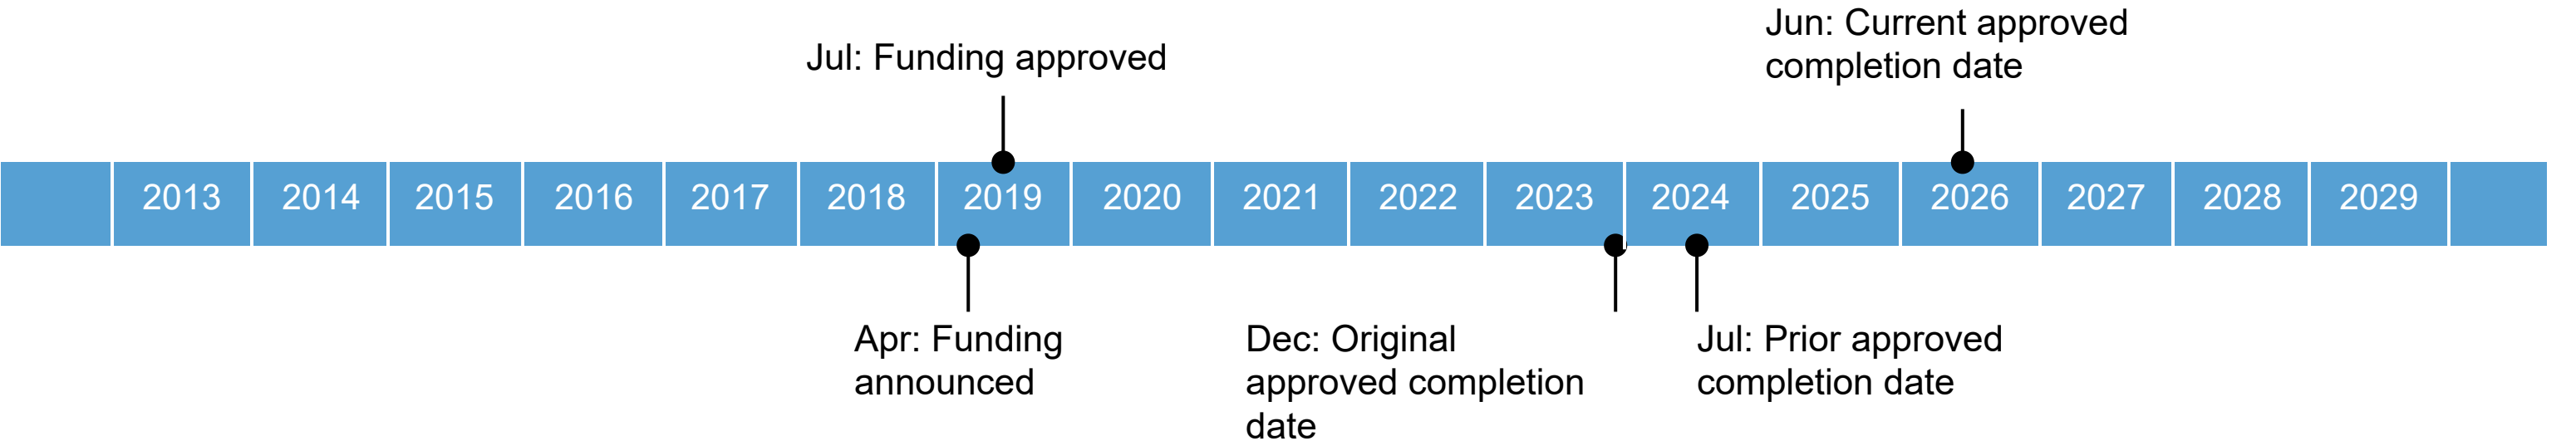 Jun: Current approved
completion date
Jul: Funding approved
2013 2014 2015 2016 2017 2018 2019 2020 2021 2022 2023 2024 2025 2026 2027 2028 2029
Apr: Funding
announced
Dec: Original
approved completion
date
Jul: Prior approved
completion date